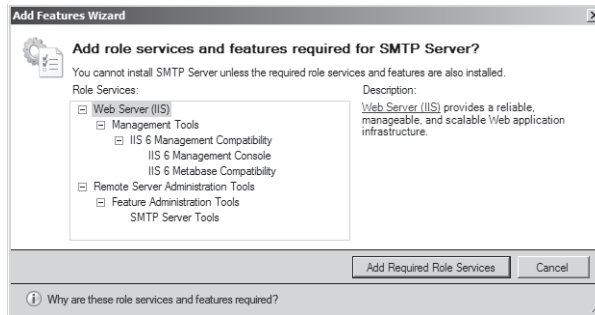 Add Features Wizard
Add role services and features required for SMTP Server?
You cannot install SMTP Server unless the required role services and features are also installed.
Role Services:
Web Server (IIS)
Management Tools
IIS 6 Management Compatibility
IIS 6 Management Console
IIS 6 Metabase Compatibility
Remote Server Administration Tools
Feature Administration Tools
SMTP Server Tools
Description:
Web Server (IIS) provides a reliable,
manageable, and scalable Web application
infrastructure.
Add Required Role Services
Cancel
Why are these role services and features required?